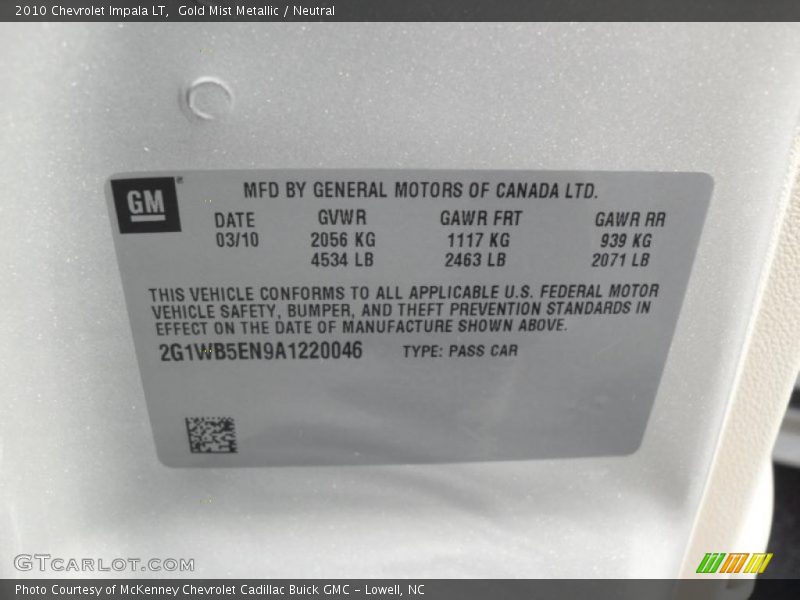 2010 Chevrolet Impala LT, Gold Mist Metallic / Neutral
GM
MFD BY GENERAL MOTORS OF CANADA LTD.
DATE GVWR GAWR FRT GAWR RR
03/10 2056 KG 1117 KG 939 KG
4534 LB 2463 LB 2071 LB
THIS VEHICLE CONFORMS TO ALL APPLICABLE U.S. FEDERAL MOTOR
VEHICLE SAFETY, BUMPER, AND THEFT PREVENTION STANDARDS IN
EFFECT ON THE DATE OF MANUFACTURE SHOWN ABOVE.
2G1WB5EN9A1220046 TYPE: PASS CAR
GTCARLOT.COM
Photo Courtesy of McKenney Chevrolet Cadillac Buick GMC - Lowell, NC